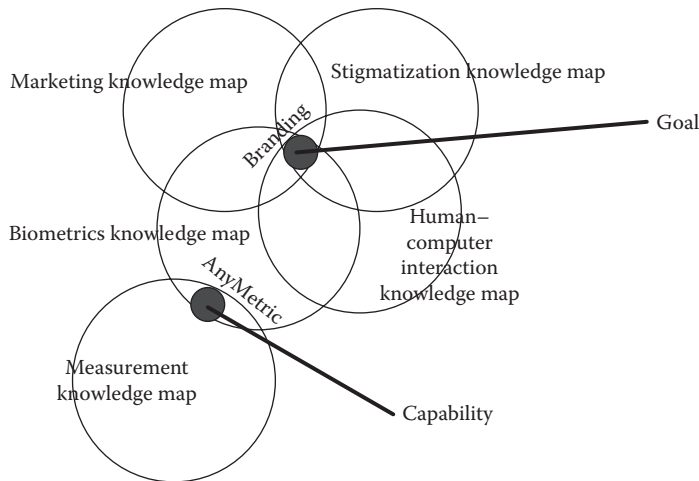 Marketing knowledge map
Stigmatization knowledge map
Branding
Goal
Biometrics knowledge map
Human–
computer
interaction
knowledge map
AnyMetric
Measurement
knowledge map
Capability